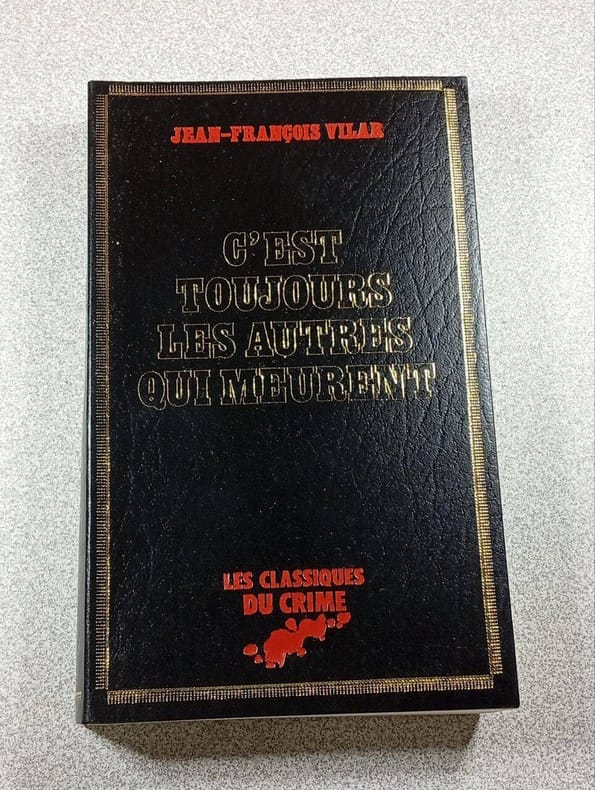 JEAN-FRANÇOIS VILAR
C'EST
TOUJOURS
LES AUTRES
QUI MEURENT
LES CLASSIQUES
DU CRIME